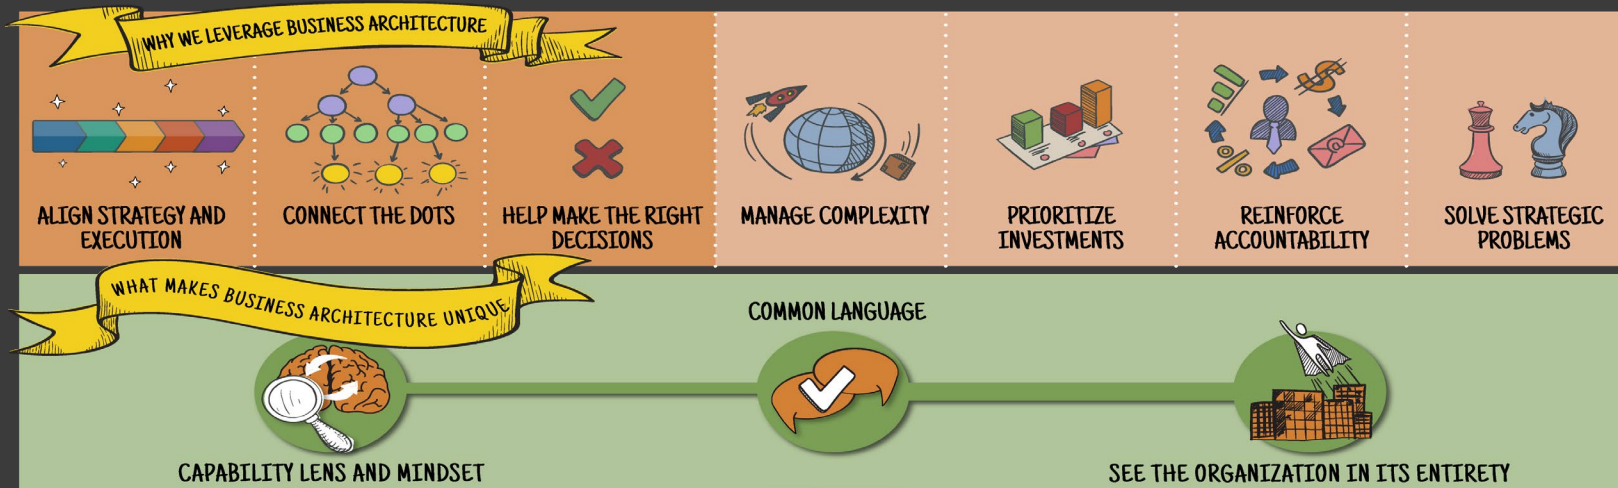 WHY WE LEVERAGE BUSINESS ARCHITECTURE
ALIGN STRATEGY AND
EXECUTION
CONNECT THE DOTS
HELP MAKE THE RIGHT
DECISIONS
MANAGE COMPLEXITY
PRIORITIZE
INVESTMENTS
REINFORCE
ACCOUNTABILITY
SOLVE STRATEGIC
PROBLEMS
WHAT MAKES BUSINESS ARCHITECTURE UNIQUE
CAPABILITY LENS AND MINDSET
COMMON LANGUAGE
SEE THE ORGANIZATION IN ITS ENTIRETY